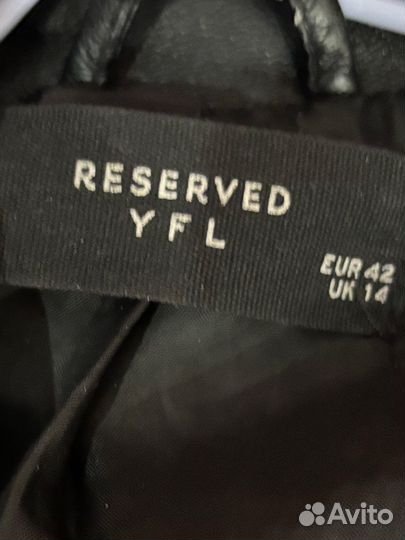 RESERVED
YFL
EUR 42
UK 14
Avito